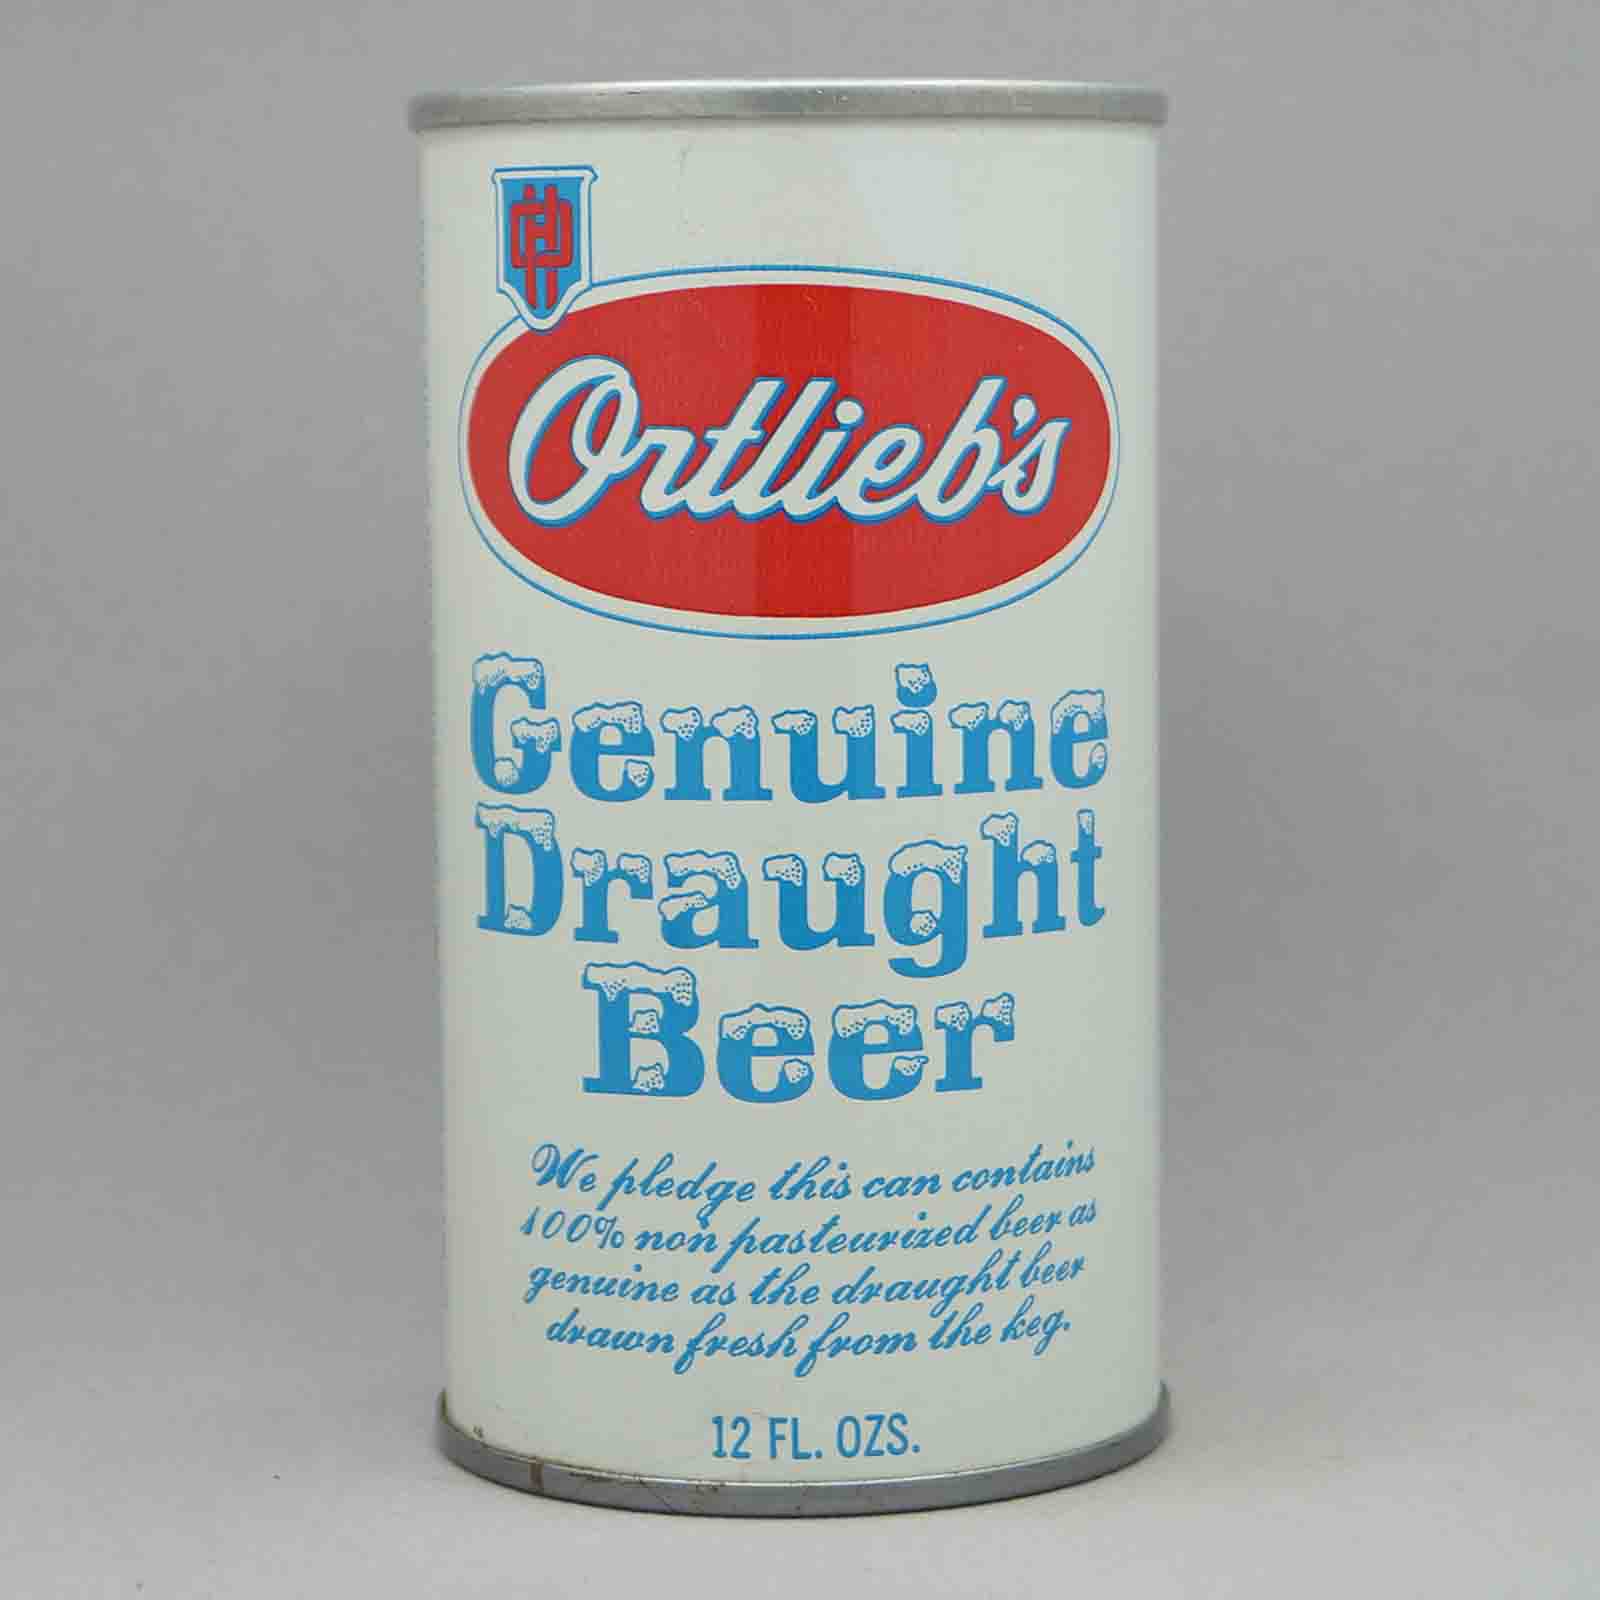 Ortlieb's
Genuine
Draught
Beer
We pledge this can contains
100% non pasteurized beer as
genuine as the draught beer
drawn fresh from the keg.
12 FL. OZS.